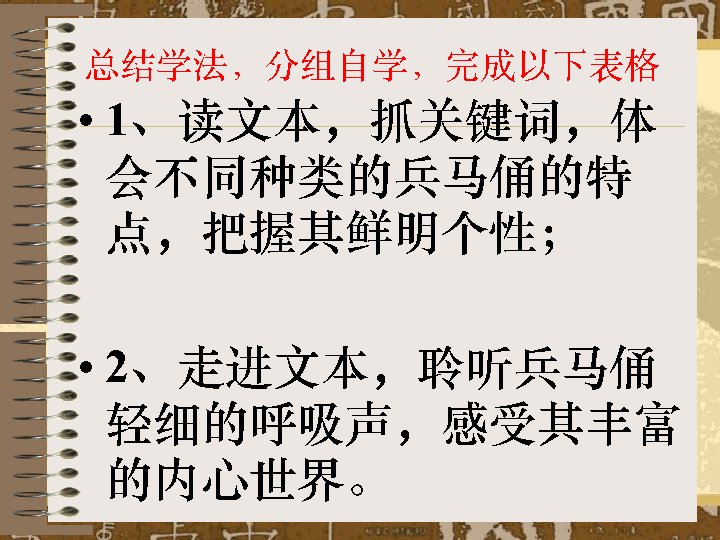 总结学法，分组自学，完成以下表格
• 1、读文本，抓关键词，体
会不同种类的兵马俑的特
点，把握其鲜明个性；
• 2、走进文本，聆听兵马俑
轻细的呼吸声，感受其丰富
的内心世界。